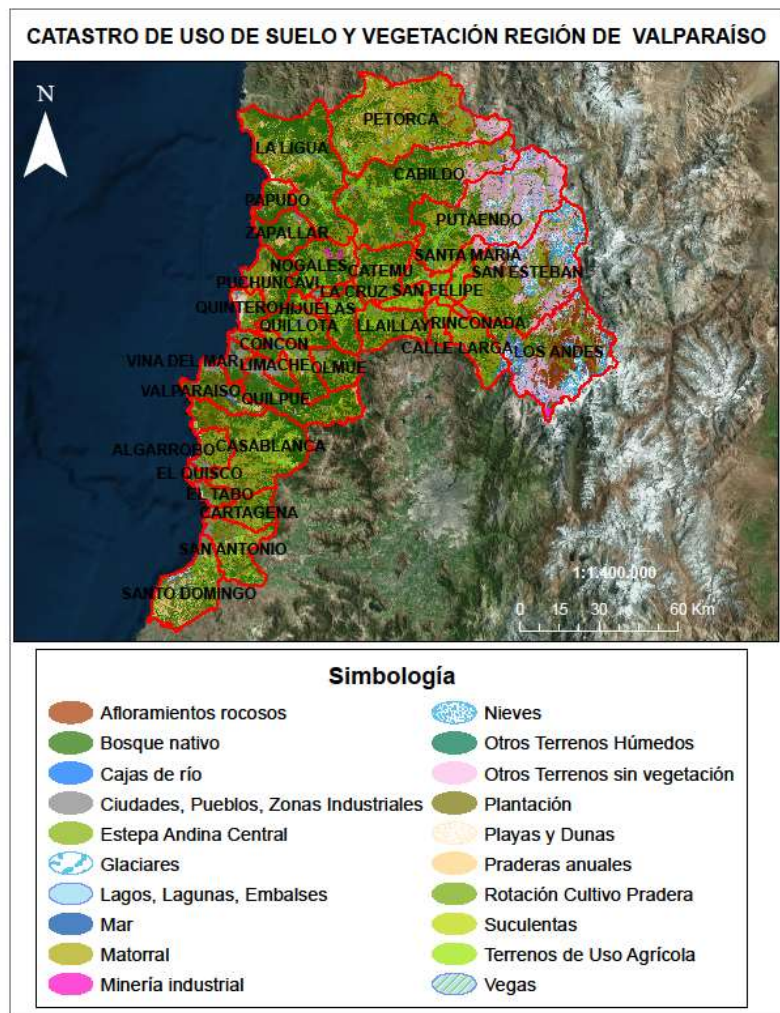 CATASTRO DE USO DE SUELO Y VEGETACIÓN REGIÓN DE VALPARAÍSO
N
PETORCA
LA LIGUA
CABILDO
PAPUDO
PUTAENDO
ZAPALLAR
SANTA MARIA
NOGALES
CATEMU
SAN ESTEBAN
PUCHUNCAVI
LA CRUZ
SAN FELIPE
QUINTERO
HIJUELAS
QUILLOTA
LLAILLAY
RINCONADA
CONCON
CALLE LARGA
LOS ANDES
VINA DEL MAR
LIMACHE
OLMUE
VALPARAISO
QUILPUE
ALGARROBO
CASABLANCA
EL QUISCO
EL TABO
CARTAGENA
SAN ANTONIO
SANTO DOMINGO
1:1.400.000
0 15 30 60 Km
Simbología
Afloramientos rocosos
Bosque nativo
Cajas de río
Ciudades, Pueblos, Zonas Industriales
Estepa Andina Central
Glaciares
Lagos, Lagunas, Embalses
Mar
Matorral
Minería industrial
Nieves
Otros Terrenos Húmedos
Otros Terrenos sin vegetación
Plantación
Playas y Dunas
Praderas anuales
Rotación Cultivo Pradera
Suculentas
Terrenos de Uso Agrícola
Vegas